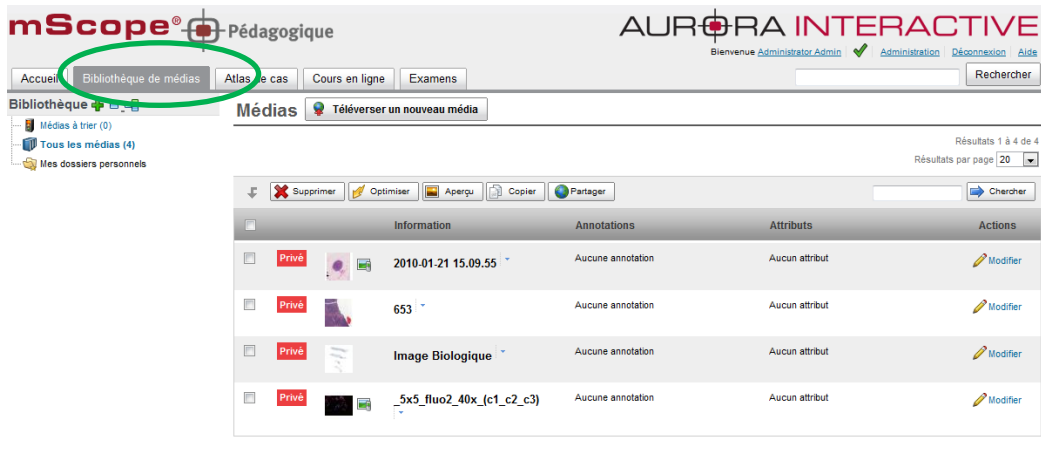 mScope® Pédagogique
AURORA INTERACTIVE
Bienvenue Administrator Admin Administration Déconnexion Aide
Accueil Bibliothèque de médias Atlas de cas Cours en ligne Examens Rechercher
Bibliothèque
Médias à trier (0)
Tous les médias (4)
Mes dossiers personnels
Médias Téléverser un nouveau média
Résultats 1 à 4 de 4
Résultats par page 20
Supprimer Optimiser Aperçu Copier Partager Chercher
Information Annotations Attributs Actions
Privé 2010-01-21 15.09.55 Aucune annotation Aucun attribut Modifier
Privé 653 Aucune annotation Aucun attribut Modifier
Privé Image Biologique Aucune annotation Aucun attribut Modifier
Privé _5x5_fluo2_40x_(c1_c2_c3) Aucune annotation Aucun attribut Modifier